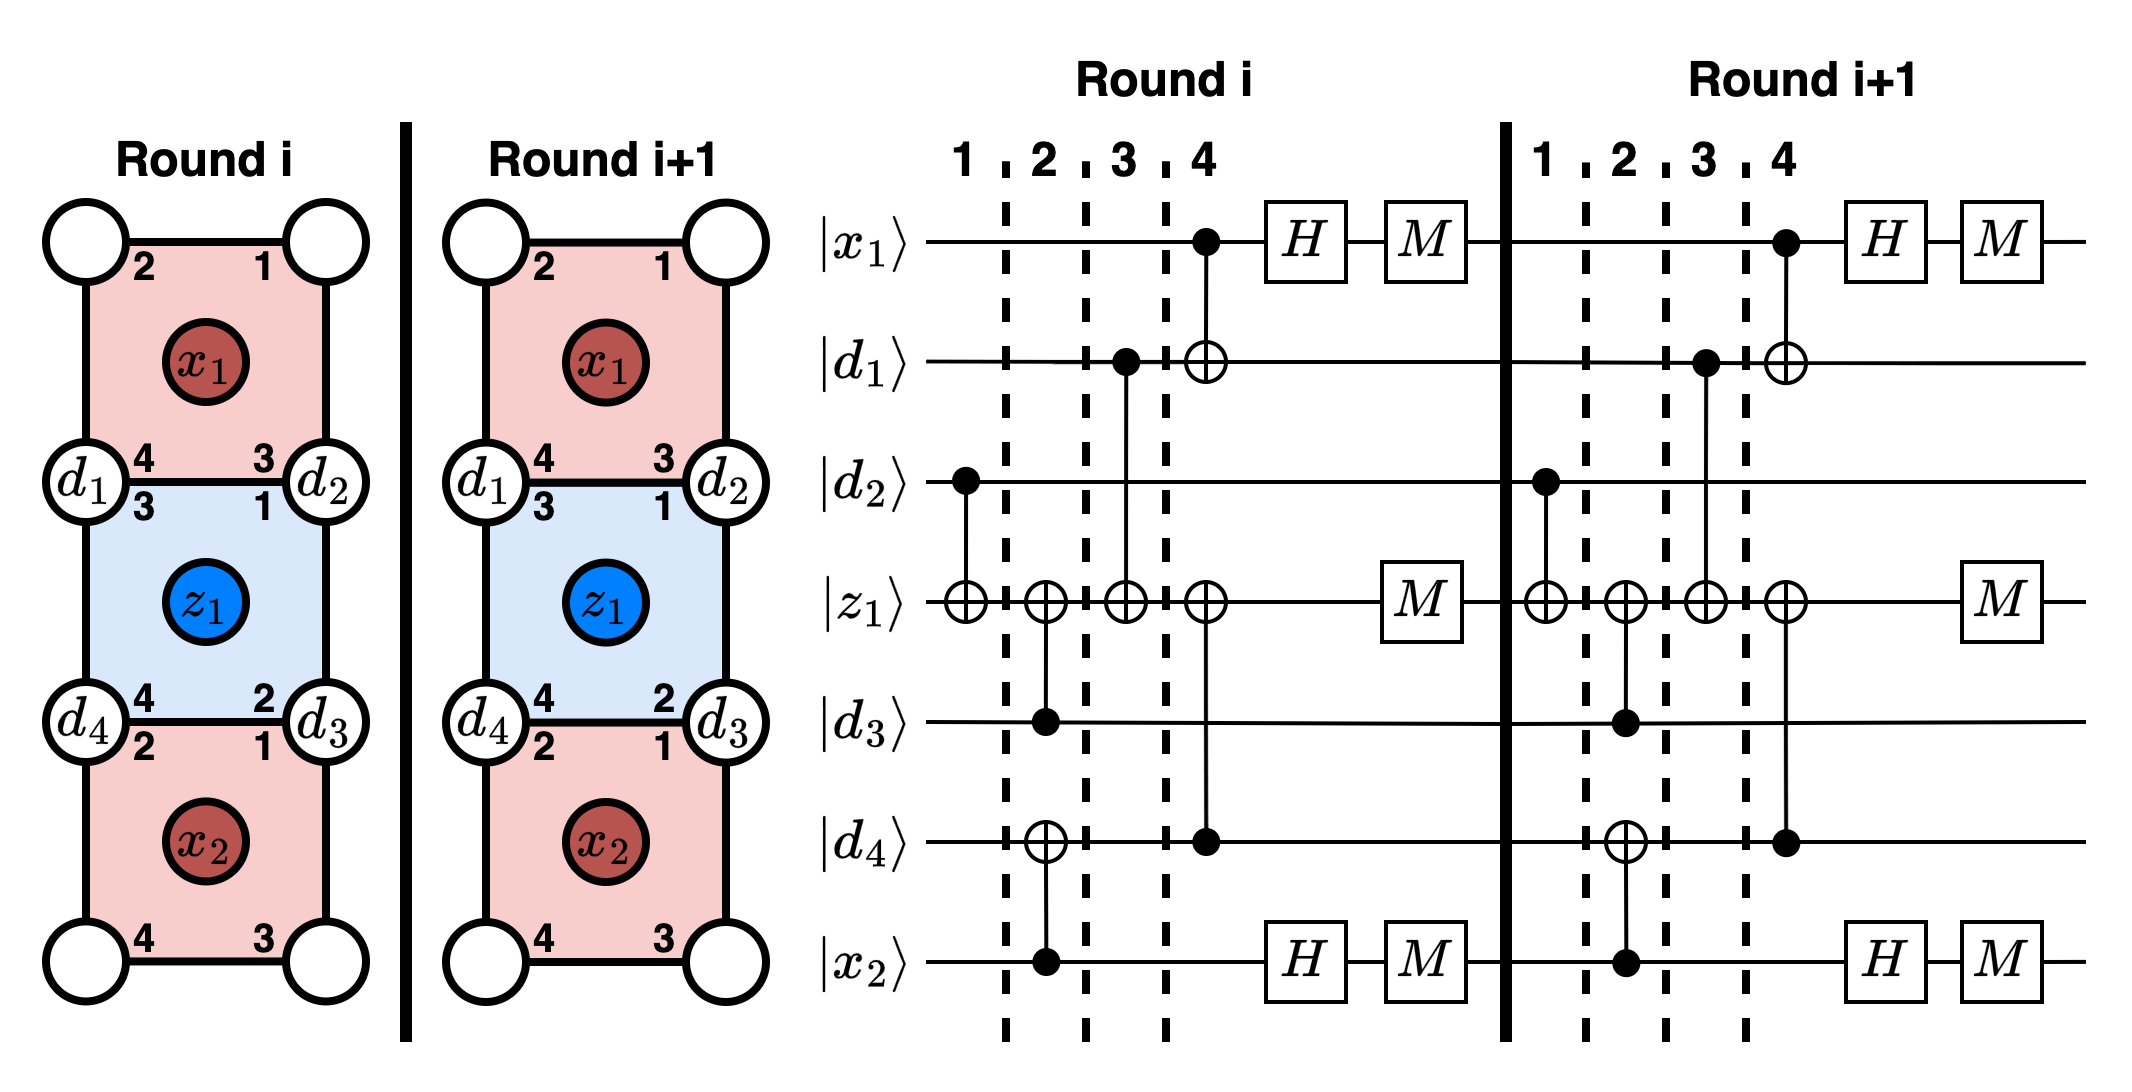 Round i Round i+1
Round i Round i+1
1 2 3 4 1 2 3 4
2 1 2 1
x₁ x₁
4 3 4 3
d₁ d₂ d₁ d₂
3 1 3 1
z₁ z₁
4 2 4 2
d₄ d₃ d₄ d₃
2 1 2 1
x₂ x₂
4 3 4 3
|x₁⟩ H M H M
|d₁⟩
|d₂⟩
|z₁⟩ M M
|d₃⟩
|d₄⟩
|x₂⟩ H M H M